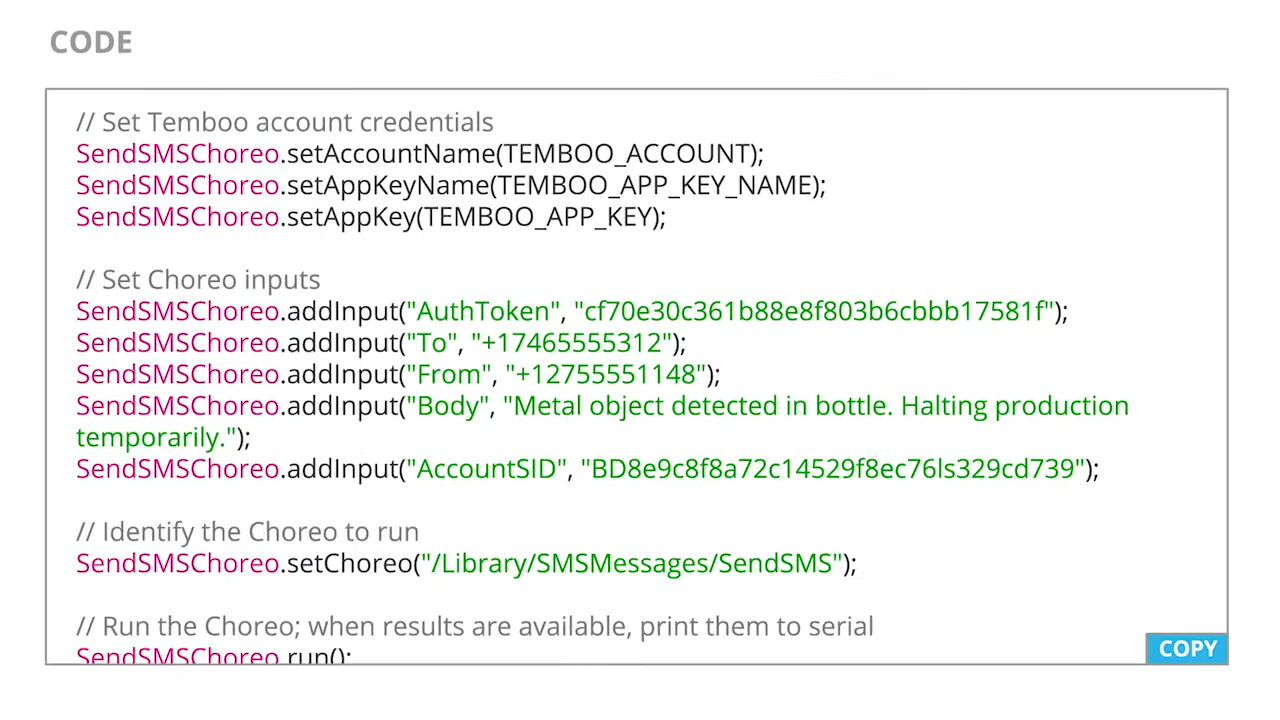 CODE
// Set Temboo account credentials
SendSMSChoreo.setAccountName(TEMBOO_ACCOUNT);
SendSMSChoreo.setAppKeyName(TEMBOO_APP_KEY_NAME);
SendSMSChoreo.setAppKey(TEMBOO_APP_KEY);
// Set Choreo inputs
SendSMSChoreo.addInput("AuthToken", "cf70e30c361b88e8f803b6cbbb17581f");
SendSMSChoreo.addInput("To", "+17465555312");
SendSMSChoreo.addInput("From", "+12755551148");
SendSMSChoreo.addInput("Body", "Metal object detected in bottle. Halting production
temporarily.");
SendSMSChoreo.addInput("AccountSID", "BD8e9c8f8a72c14529f8ec76ls329cd739");
// Identify the Choreo to run
SendSMSChoreo.setChoreo("/Library/SMSMessages/SendSMS");
// Run the Choreo; when results are available, print them to serial
SendSMSChoreo.run();
COPY